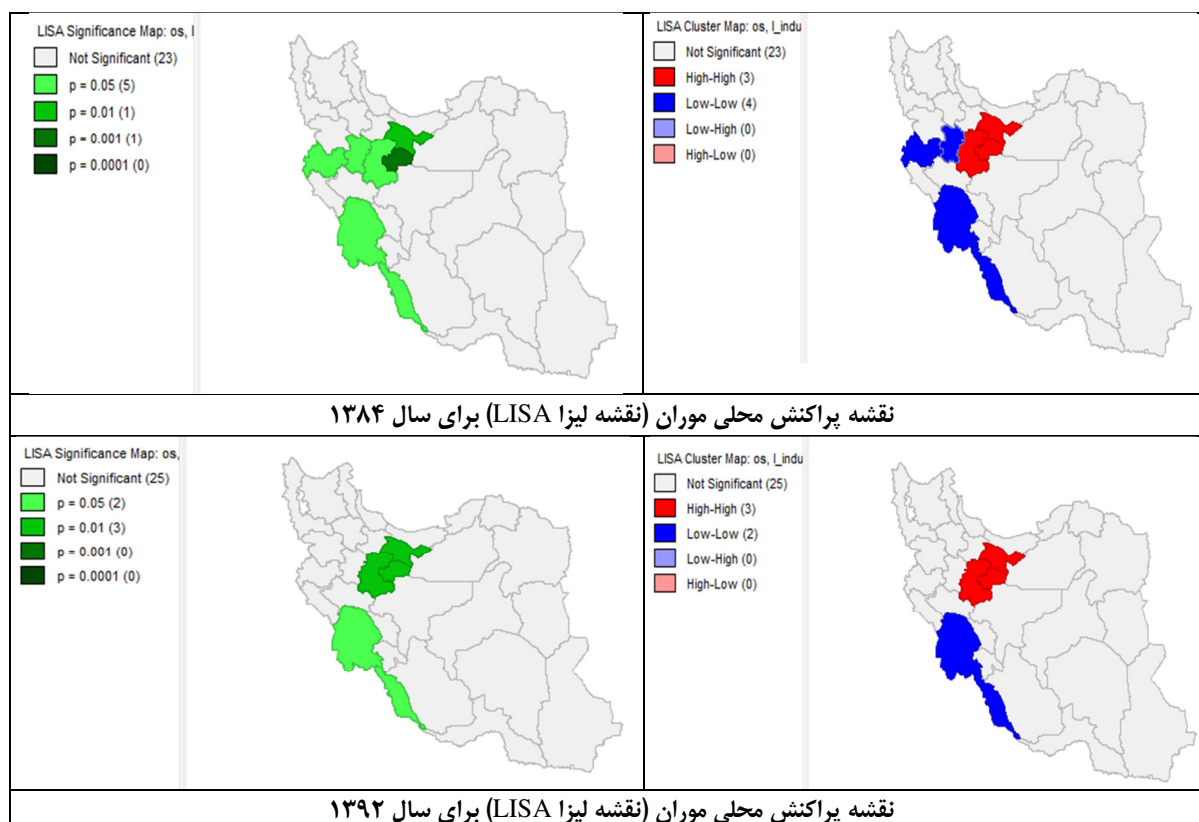 LISA Significance Map: os, l
Not Significant (23)
p = 0.05 (5)
p = 0.01 (1)
p = 0.001 (1)
p = 0.0001 (0)
LISA Cluster Map: os, l_indu
Not Significant (23)
High-High (3)
Low-Low (4)
Low-High (0)
High-Low (0)
نقشه پراکنش محلی موران (نقشه لیزا LISA) برای سال ۱۳۸۴
LISA Significance Map: os,
Not Significant (25)
p = 0.05 (2)
p = 0.01 (3)
p = 0.001 (0)
p = 0.0001 (0)
LISA Cluster Map: os, l_indu
Not Significant (25)
High-High (3)
Low-Low (2)
Low-High (0)
High-Low (0)
نقشه پراکنش محلی موران (نقشه لیزا LISA) برای سال ۱۳۹۲